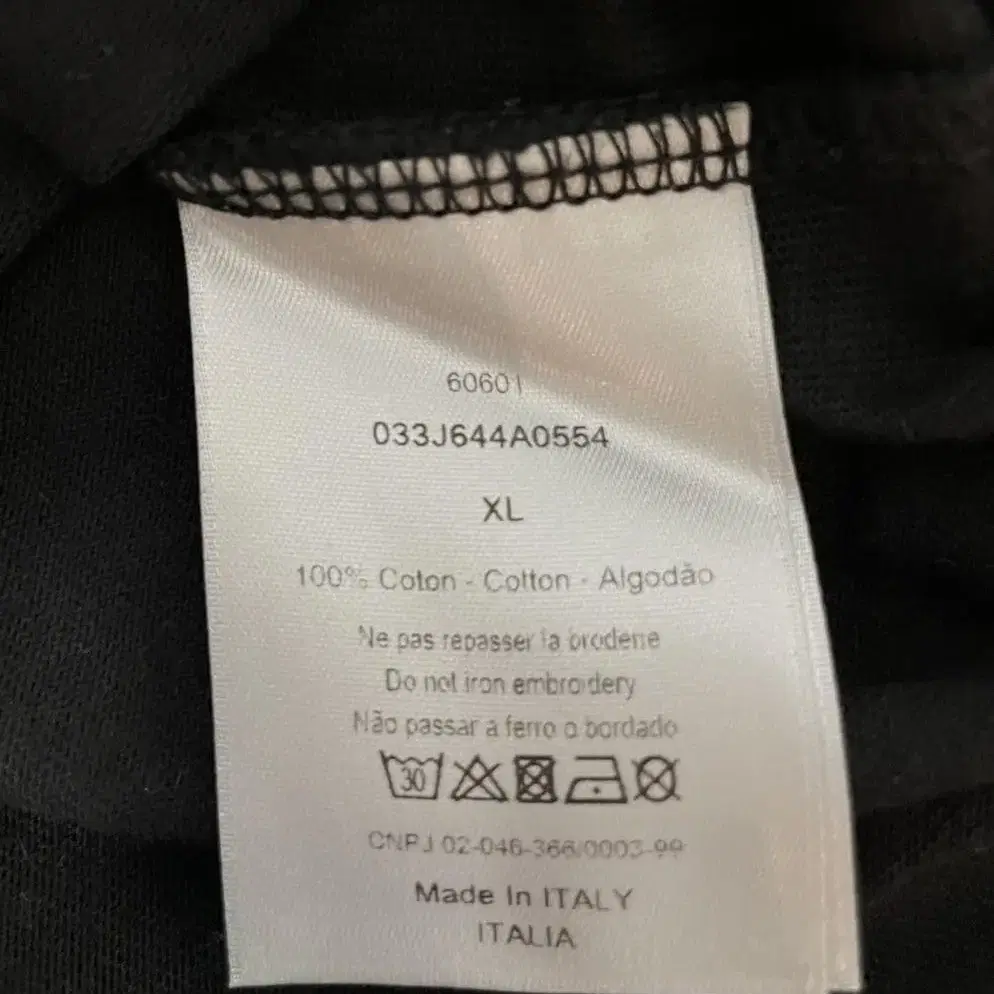 60601
033J644A0554
XL
100% Coton - Cotton - Algodão
Ne pas repasser la broderie
Do not iron embroidery
Não passar a ferro o bordado
30
CNPJ 02-046-366/0003-99
Made In ITALY
ITALIA